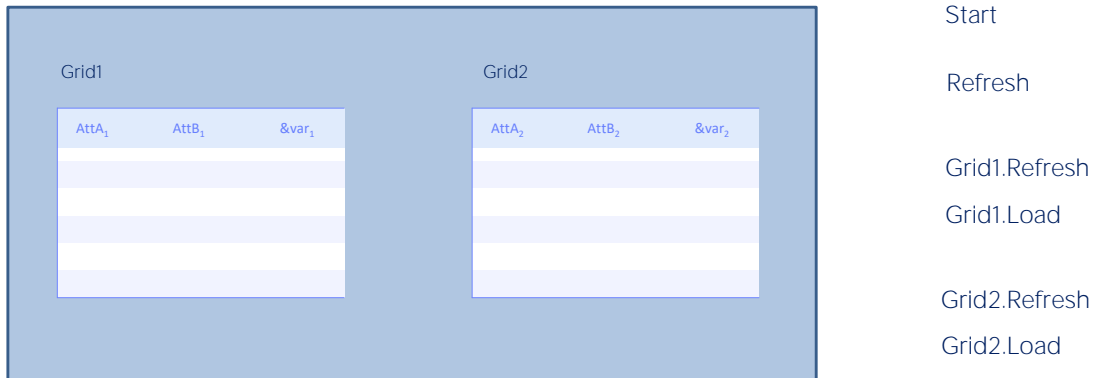 Grid1
AttA₁ AttB₁ &var₁
Grid2
AttA₂ AttB₂ &var₂
Start
Refresh
Grid1.Refresh
Grid1.Load
Grid2.Refresh
Grid2.Load